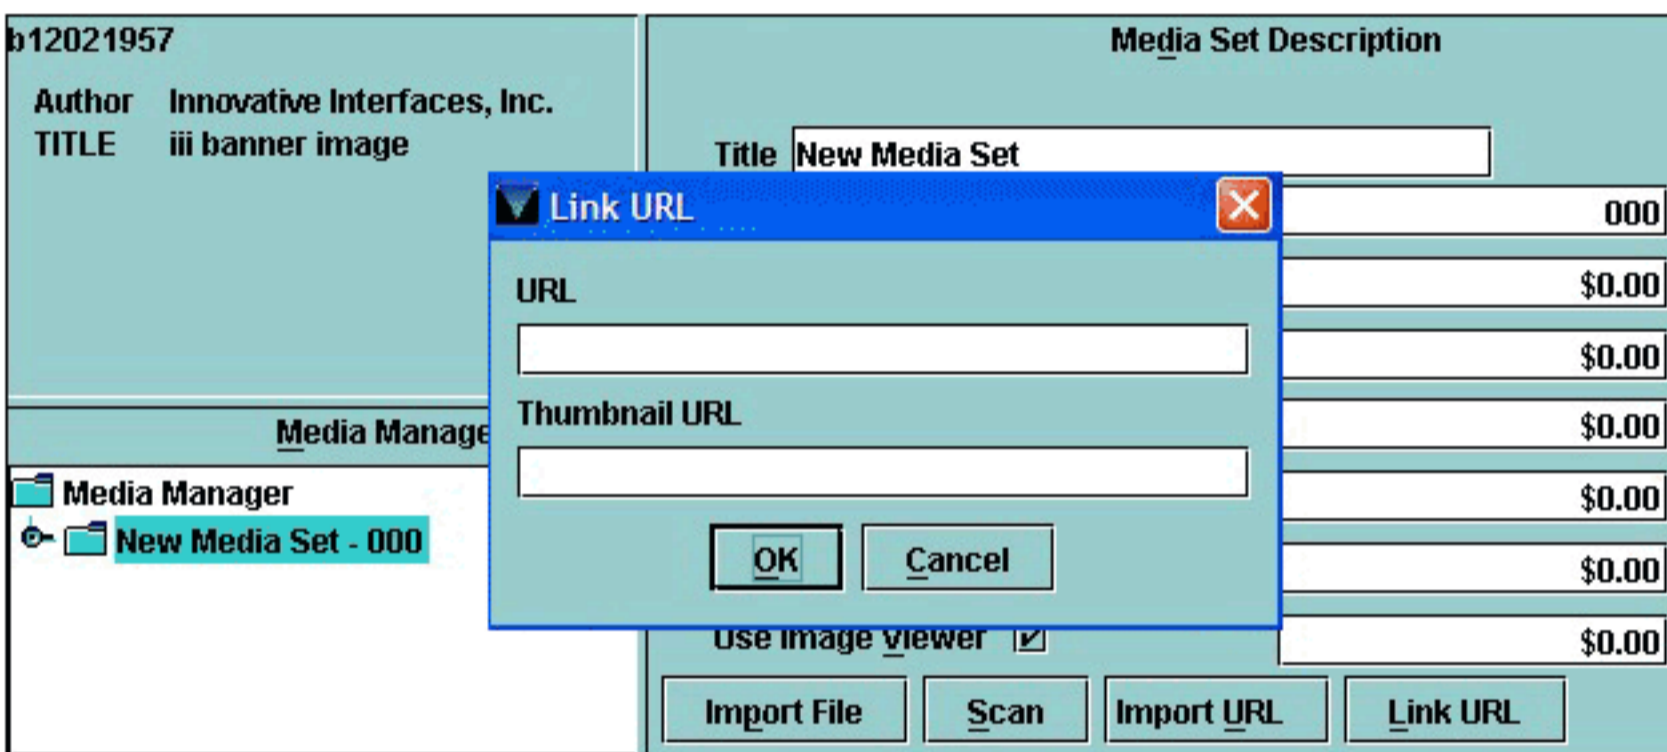 b12021957
Author Innovative Interfaces, Inc.
TITLE iii banner image
Media Set Description
Title New Media Set
000
$0.00
$0.00
$0.00
$0.00
$0.00
$0.00
Use Image Viewer
Import File Scan Import URL Link URL
Link URL
URL
Thumbnail URL
OK Cancel
Media Manage
Media Manager
New Media Set - 000